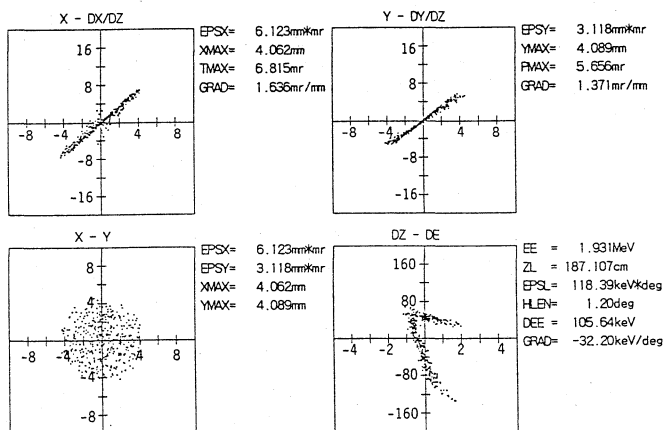 X - DX/DZ
16
8
-8 -4 4 8
-8
-16
EPSX= 6.123mm*mr
XMAX= 4.062mm
TMAX= 6.815mr
GRAD= 1.636mr/mm
Y - DY/DZ
16
8
-8 -4 4 8
-8
-16
EPSY= 3.118mm*mr
YMAX= 4.089mm
PMAX= 5.656mr
GRAD= 1.371mr/mm
X - Y
8
4
-8 -4 4 8
-4
-8
EPSX= 6.123mm*mr
EPSY= 3.118mm*mr
XMAX= 4.062mm
YMAX= 4.089mm
DZ - DE
160
80
-4 -2 2 4
-80
-160
EE = 1.931MeV
ZL = 187.107cm
EPSL= 118.39keV*deg
HLEN= 1.20deg
DEE = 105.64keV
GRAD= -32.20keV/deg